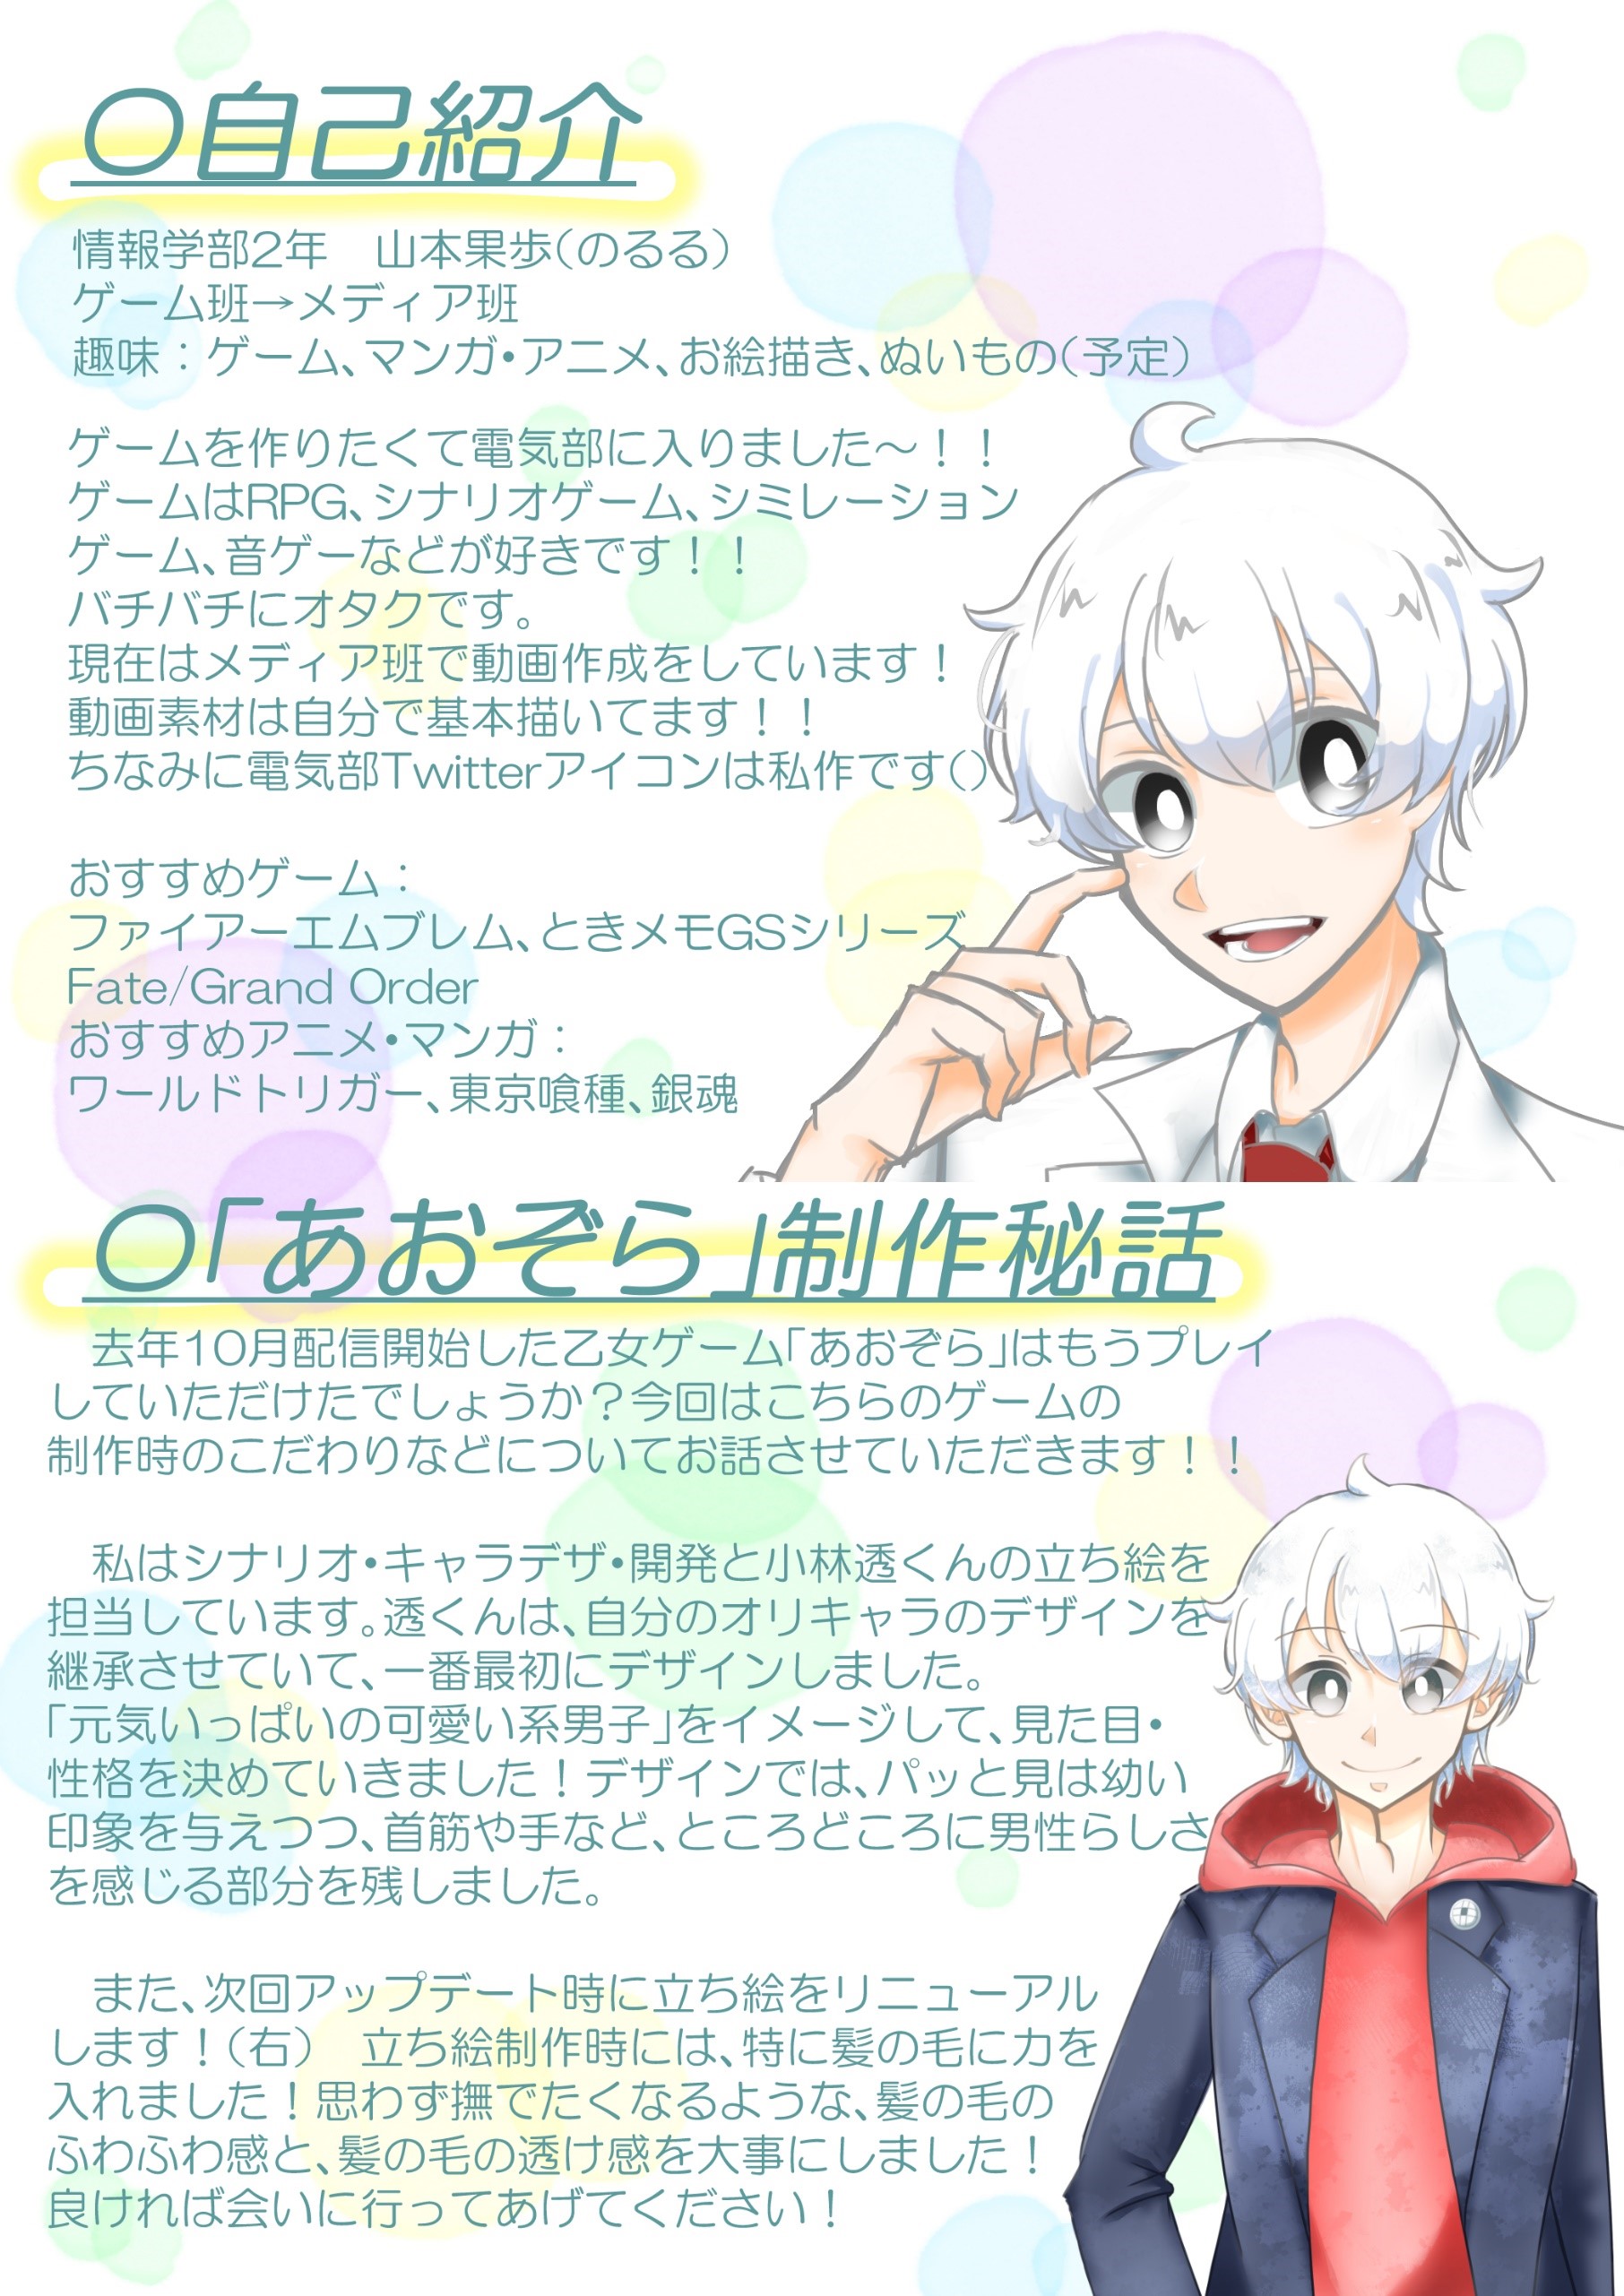 〇自己紹介
情報学部2年　山本果歩(のるる)
ゲーム班→メディア班
趣味：ゲーム、マンガ・アニメ、お絵描き、ぬいもの(予定)
ゲームを作りたくて電気部に入りました～！！
ゲームはRPG、シナリオゲーム、シミレーション
ゲーム、音ゲーなどが好きです！！
バチバチにオタクです。
現在はメディア班で動画作成をしています！
動画素材は自分で基本描いてます！！
ちなみに電気部Twitterアイコンは私作です()
おすすめゲーム：
ファイアーエムブレム、ときメモGSシリーズ
Fate/Grand Order
おすすめアニメ・マンガ：
ワールドトリガー、東京喰種、銀魂
〇「あおぞら」制作秘話
　去年10月配信開始した乙女ゲーム「あおぞら」はもうプレイ
していただけたでしょうか？今回はこちらのゲームの
制作時のこだわりなどについてお話させていただきます！！
　私はシナリオ・キャラデザ・開発と小林透くんの立ち絵を
担当しています。透くんは、自分のオリキャラのデザインを
継承させていて、一番最初にデザインしました。
「元気いっぱいの可愛い系男子」をイメージして、見た目・
性格を決めていきました！デザインでは、パッと見は幼い
印象を与えつつ、首筋や手など、ところどころに男性らしさ
を感じる部分を残しました。
　また、次回アップデート時に立ち絵をリニューアル
します！(右)　立ち絵制作時には、特に髪の毛に力を
入れました！思わず撫でたくなるような、髪の毛の
ふわふわ感と、髪の毛の透け感を大事にしました！
良ければ会いに行ってあげてください！